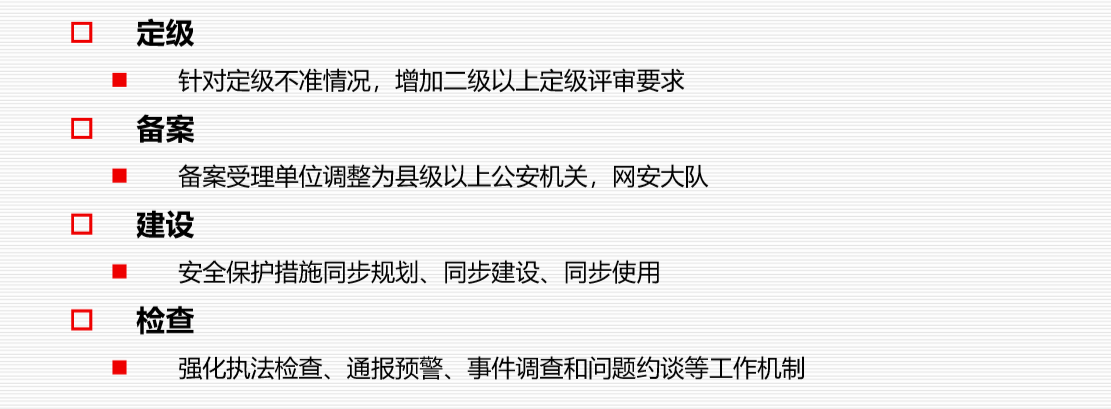 定级
针对定级不准情况，增加二级以上定级评审要求
备案
备案受理单位调整为县级以上公安机关，网安大队
建设
安全保护措施同步规划、同步建设、同步使用
检查
强化执法检查、通报预警、事件调查和问题约谈等工作机制